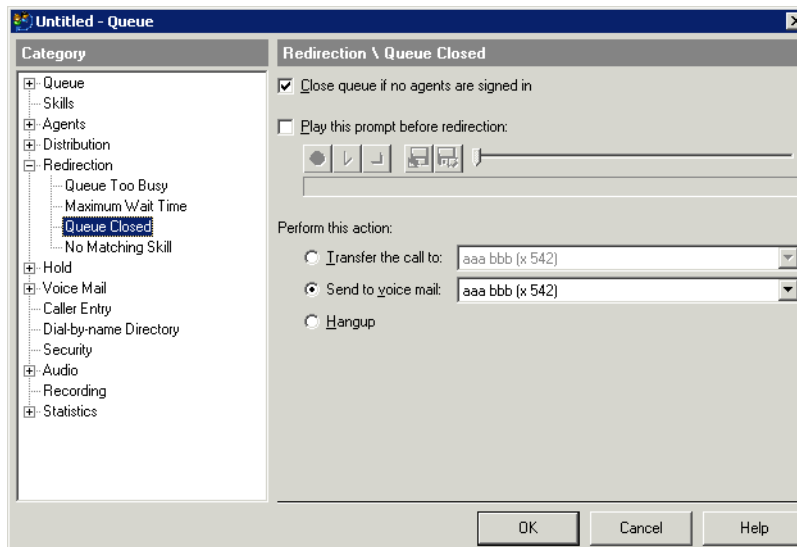 Untitled - Queue
Category
Queue
Skills
Agents
Distribution
Redirection
Queue Too Busy
Maximum Wait Time
Queue Closed
No Matching Skill
Hold
Voice Mail
Caller Entry
Dial-by-name Directory
Security
Audio
Recording
Statistics
Redirection \ Queue Closed
Close queue if no agents are signed in
Play this prompt before redirection:
Perform this action:
Transfer the call to: aaa bbb (x 542)
Send to voice mail: aaa bbb (x 542)
Hangup
OK Cancel Help